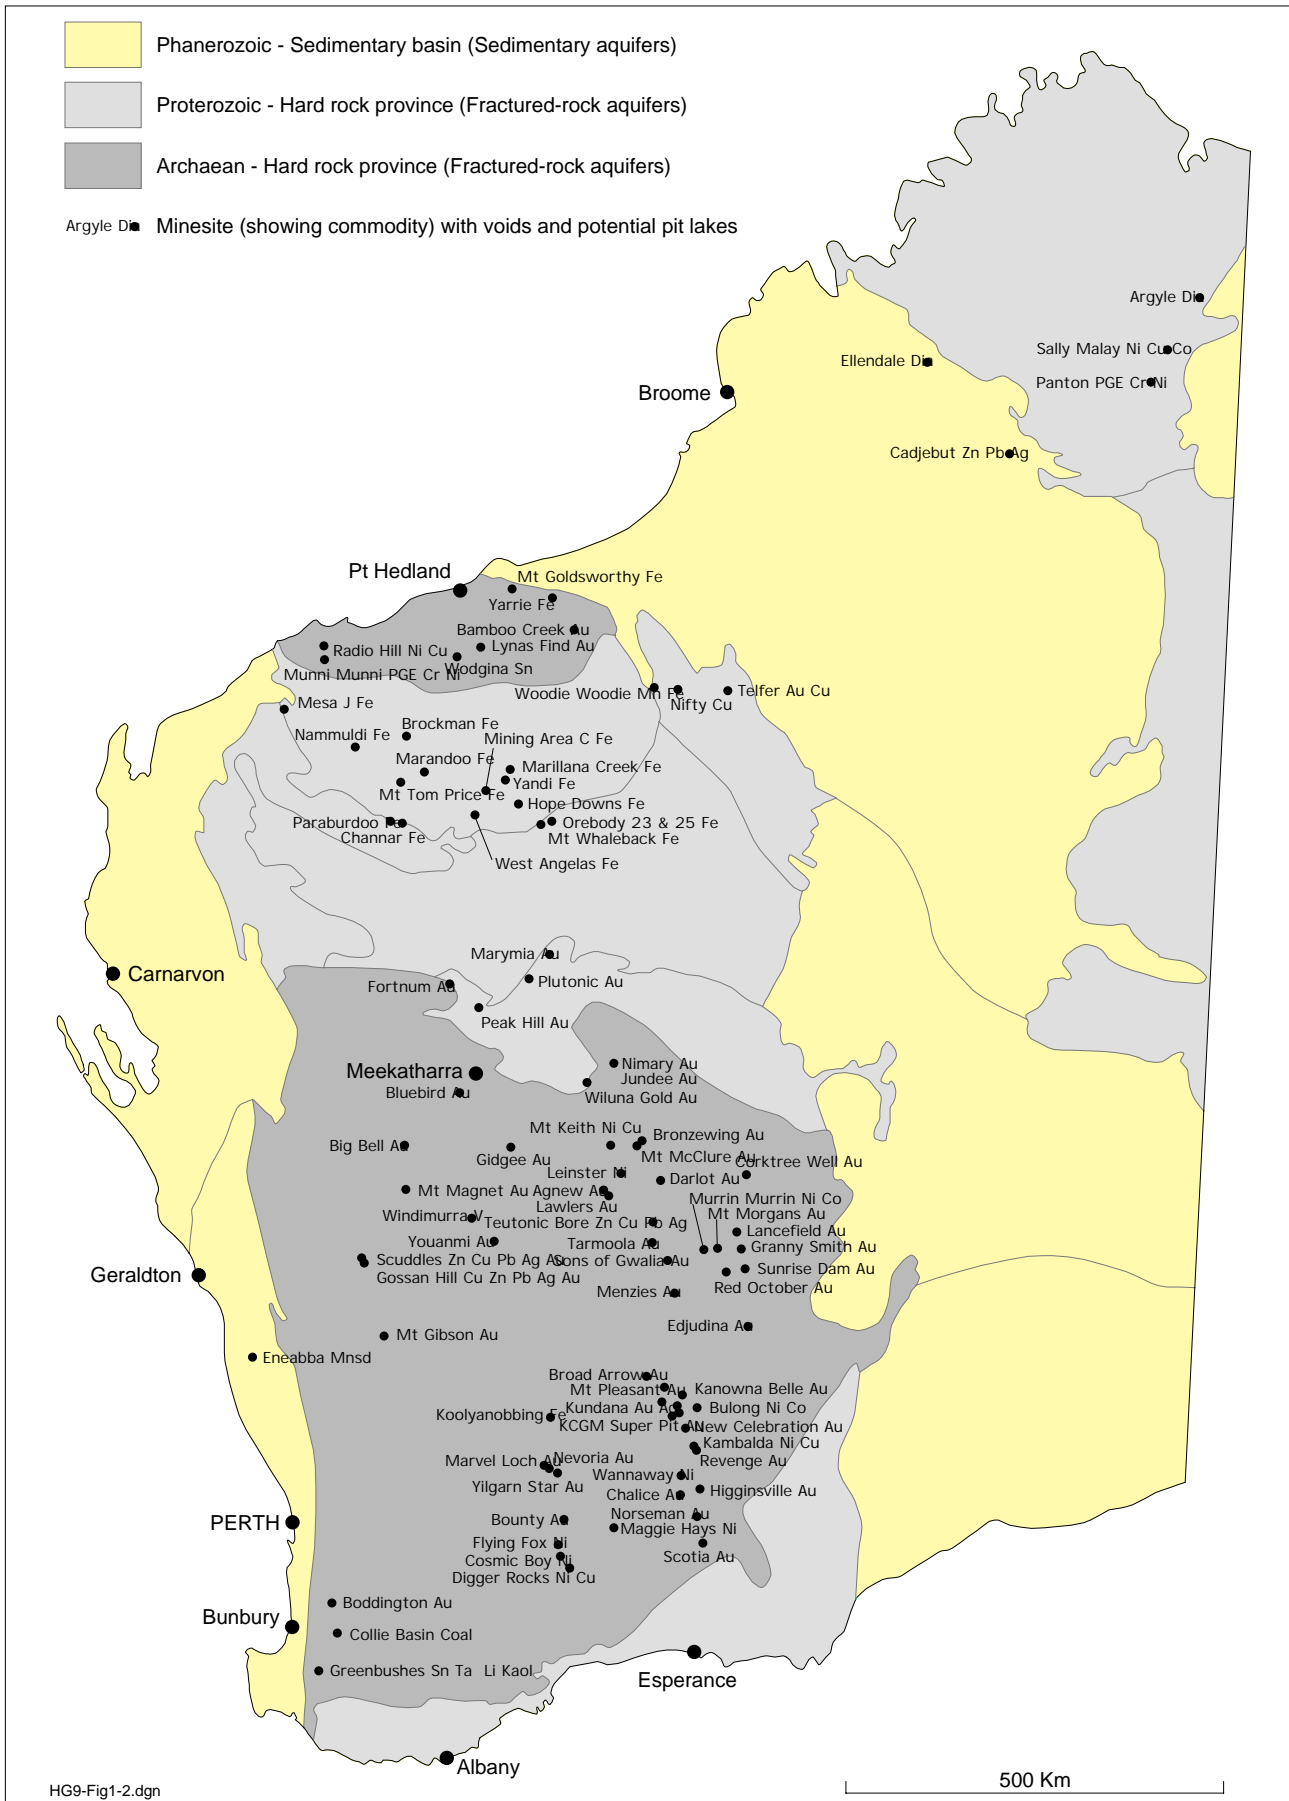 Phanerozoic - Sedimentary basin (Sedimentary aquifers)
Proterozoic - Hard rock province (Fractured-rock aquifers)
Archaean - Hard rock province (Fractured-rock aquifers)
Argyle Dia Minesite (showing commodity) with voids and potential pit lakes
Argyle Dia
Sally Malay Ni Cu Co
Ellendale Dia
Panton PGE Cr Ni
Broome
Cadjebut Zn Pb Ag
Pt Hedland
Mt Goldsworthy Fe
Yarrie Fe
Bamboo Creek Au
Radio Hill Ni Cu
Lynas Find Au
Wodgina Sn
Munni Munni PGE Cr Ni
Woodie Woodie Mn Fe
Telfer Au Cu
Nifty Cu
Mesa J Fe
Brockman Fe
Nammuldi Fe
Mining Area C Fe
Marandoo Fe
Marillana Creek Fe
Yandi Fe
Mt Tom Price Fe
Hope Downs Fe
Paraburdoo Fe
Orebody 23 & 25 Fe
Channar Fe
Mt Whaleback Fe
West Angelas Fe
Marymia Au
Carnarvon
Plutonic Au
Fortnum Au
Peak Hill Au
Nimary Au
Meekatharra
Jundee Au
Bluebird Au
Wiluna Gold Au
Mt Keith Ni Cu
Bronzewing Au
Big Bell Au
Gidgee Au
Mt McClure Au
Corktree Well Au
Leinster Ni
Darlot Au
Mt Magnet Au
Agnew Au
Murrin Murrin Ni Co
Lawlers Au
Mt Morgans Au
Windimurra V
Teutonic Bore Zn Cu Pb Ag
Lancefield Au
Youanmi Au
Tarmoola Au
Granny Smith Au
Scuddles Zn Cu Pb Ag Au
Sons of Gwalia Au
Sunrise Dam Au
Geraldton
Gossan Hill Cu Zn Pb Ag Au
Red October Au
Menzies Au
Edjudina Au
Mt Gibson Au
Eneabba Mnsd
Broad Arrow Au
Mt Pleasant Au
Kanowna Belle Au
Koolyanobbing Fe
Kundana Au Ag
Bulong Ni Co
KCGM Super Pit Au
New Celebration Au
Kambalda Ni Cu
Marvel Loch Au
Nevoria Au
Revenge Au
Wannaway Ni
Yilgarn Star Au
Chalice Au
Higginsville Au
PERTH
Bounty Au
Norseman Au
Maggie Hays Ni
Flying Fox Ni
Scotia Au
Cosmic Boy Ni
Digger Rocks Ni Cu
Boddington Au
Bunbury
Collie Basin Coal
Greenbushes Sn Ta Li Kaol
Esperance
Albany
500 Km
HG9-Fig1-2.dgn